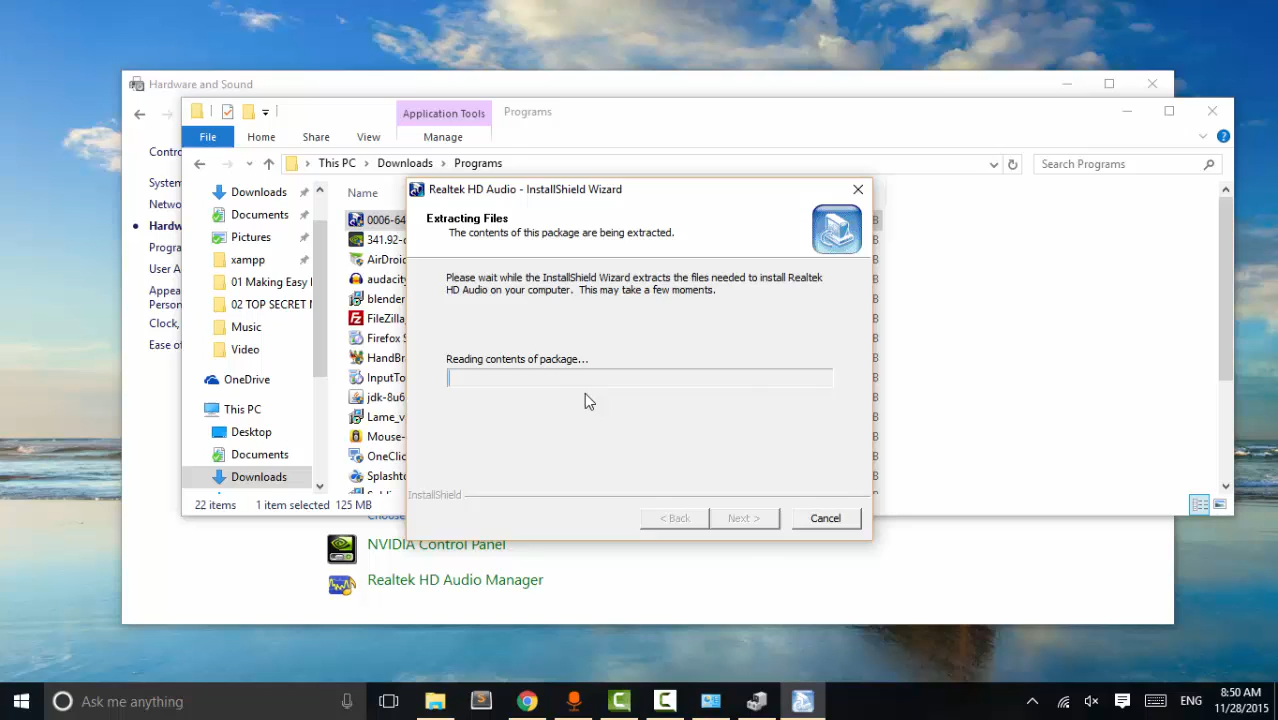 Hardware and Sound
Application Tools
Programs
File
Home
Share
View
Manage
This PC
Downloads
Programs
Search Programs
Contro
System
Netwo
Hardw
Progra
User A
Appea
Person
Clock,
Ease of
Downloads
Documents
Pictures
xampp
01 Making Easy
02 TOP SECRET
Music
Video
OneDrive
This PC
Desktop
Documents
Downloads
Name
0006-64
341.92-
AirDroi
audacit
blender
FileZilla
Firefox S
HandBr
InputTo
jdk-8u6
Lame_v
Mouse-
OneClic
Splashto
22 items
1 item selected 125 MB
Realtek HD Audio - InstallShield Wizard
Extracting Files
The contents of this package are being extracted.
Please wait while the InstallShield Wizard extracts the files needed to install Realtek
HD Audio on your computer. This may take a few moments.
Reading contents of package...
InstallShield
< Back
Next >
Cancel
NVIDIA Control Panel
Realtek HD Audio Manager
Ask me anything
ENG
8:50 AM
11/28/2015